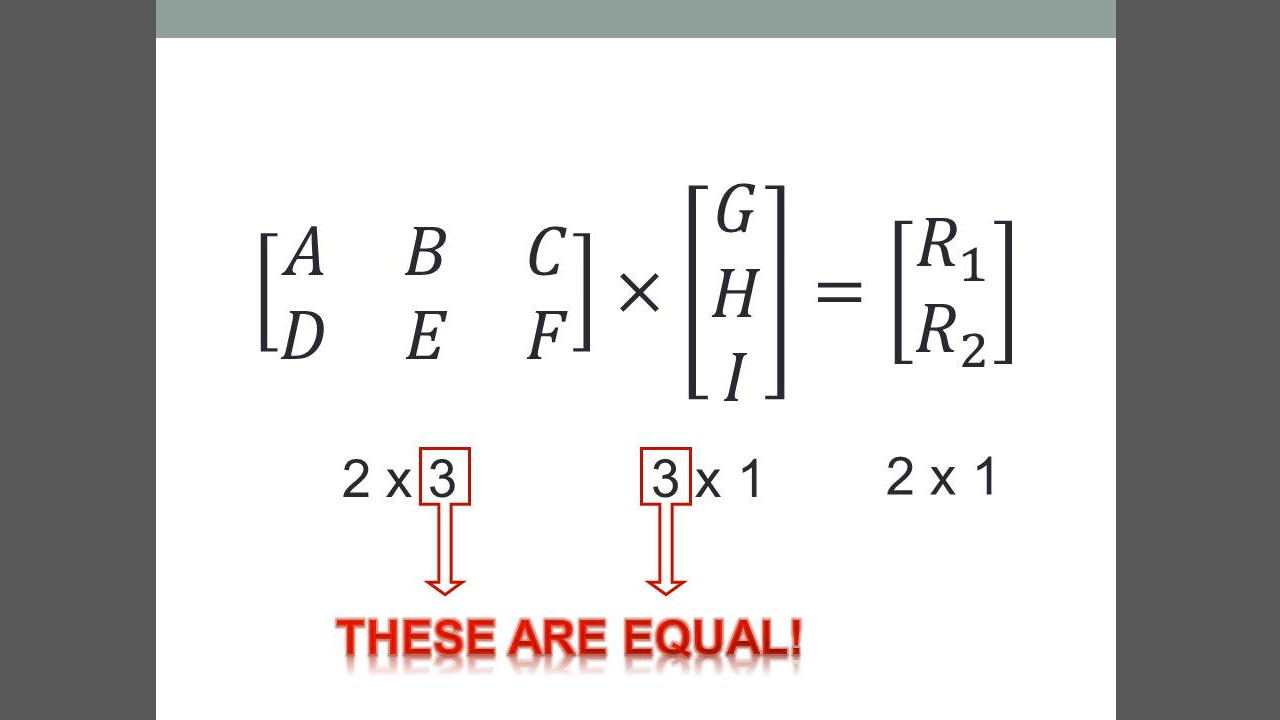 [A B C
D E F] × [G
H
I] = [R₁
R₂]
2 x 3 3 x 1 2 x 1
THESE ARE EQUAL!